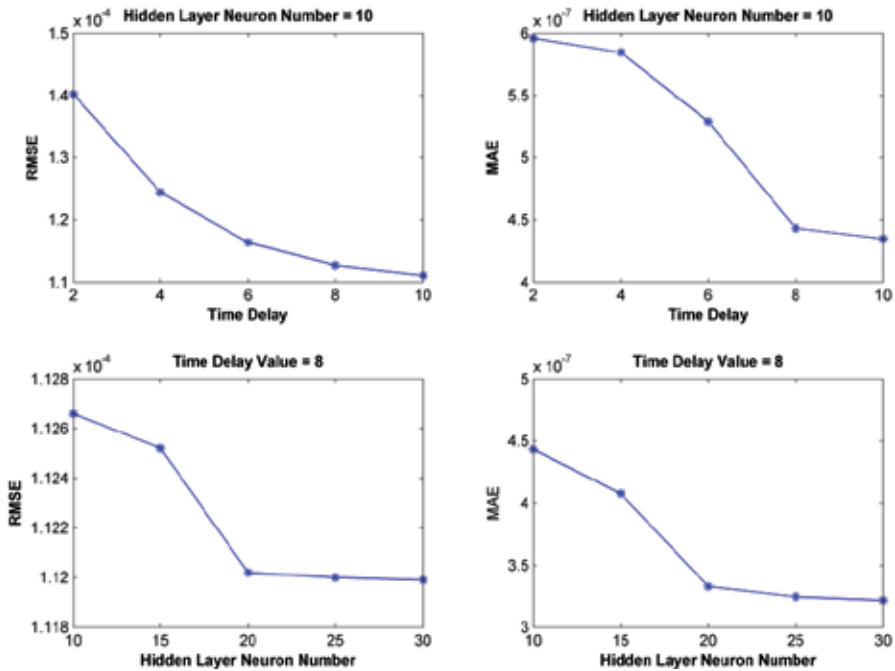 Hidden Layer Neuron Number = 10
x 10^-4
1.5
1.4
1.3
1.2
1.1
RMSE
2 4 6 8 10
Time Delay
Hidden Layer Neuron Number = 10
x 10^-7
6
5.5
5
4.5
4
MAE
2 4 6 8 10
Time Delay
Time Delay Value = 8
x 10^-4
1.128
1.126
1.124
1.122
1.12
1.118
RMSE
10 15 20 25 30
Hidden Layer Neuron Number
Time Delay Value = 8
x 10^-7
5
4.5
4
3.5
3
MAE
10 15 20 25 30
Hidden Layer Neuron Number